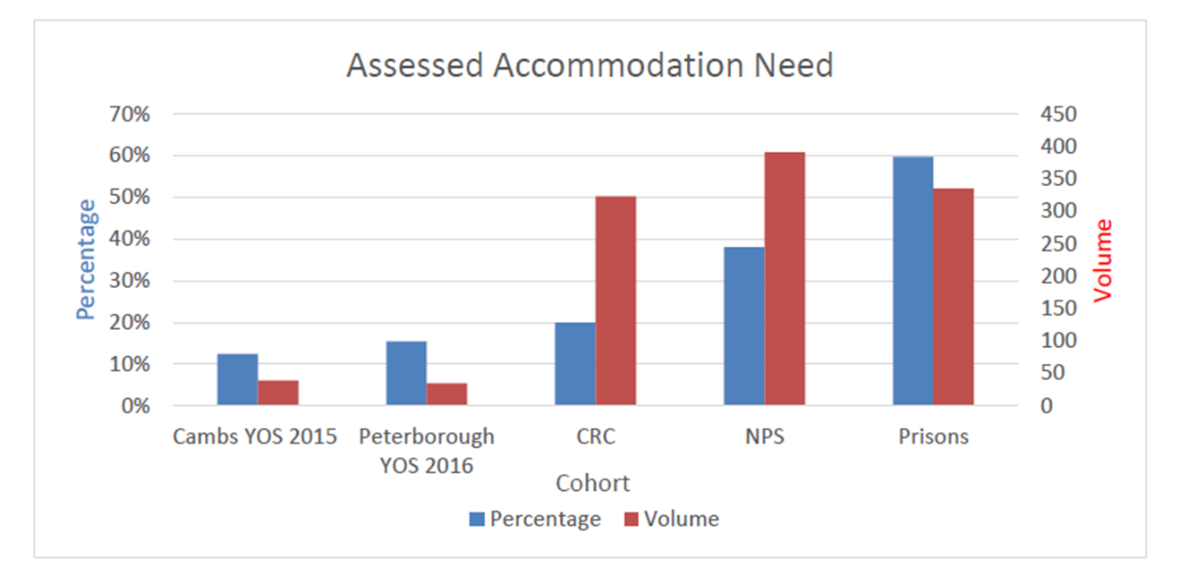 Assessed Accommodation Need
Percentage
70%
60%
50%
40%
30%
20%
10%
0%
450
400
350
300
250
200
150
100
50
0
Volume
Cambs YOS 2015
Peterborough
YOS 2016
CRC
NPS
Prisons
Cohort
Percentage
Volume